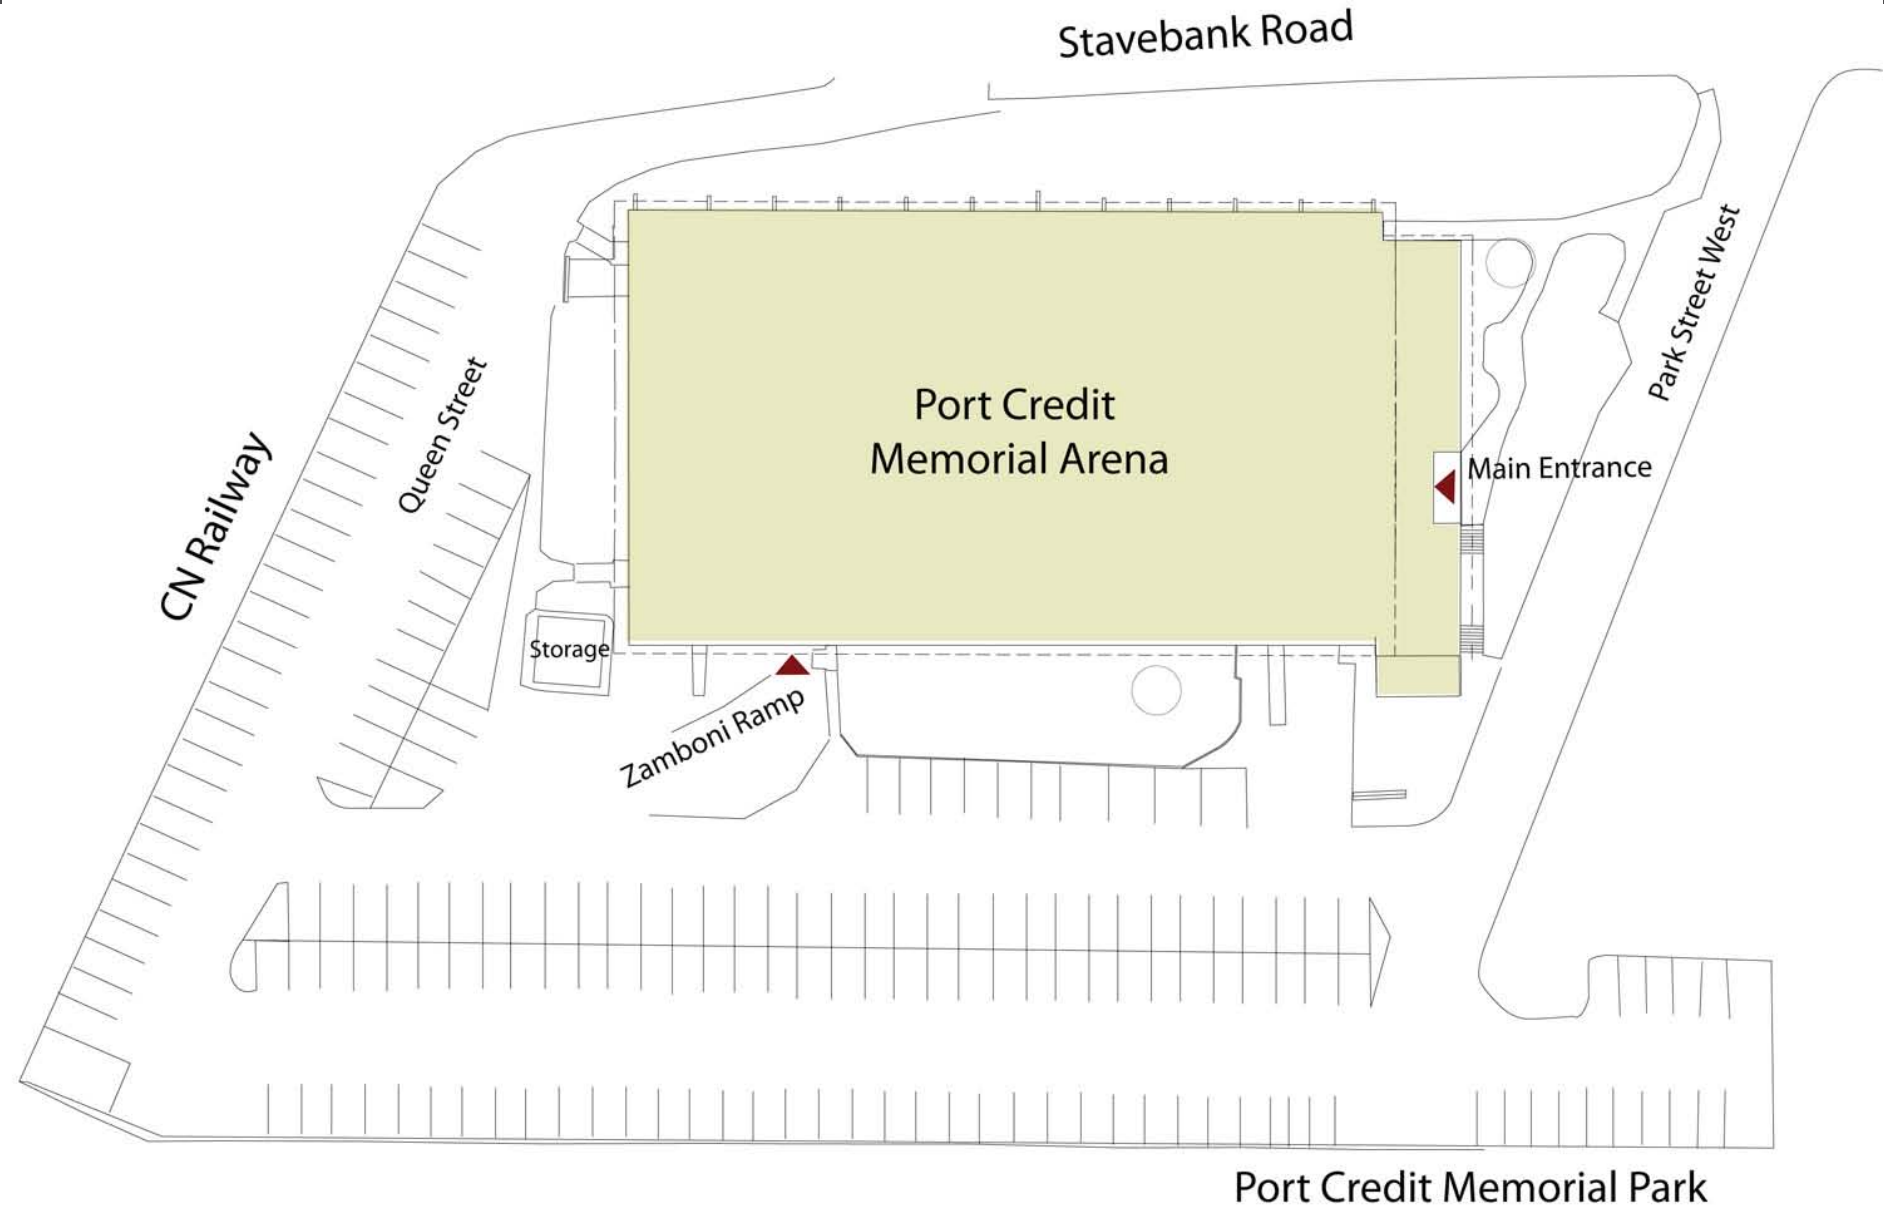 Stavebank Road
Park Street West
Queen Street
CN Railway
Port Credit
Memorial Arena
Main Entrance
Storage
Zamboni Ramp
Port Credit Memorial Park